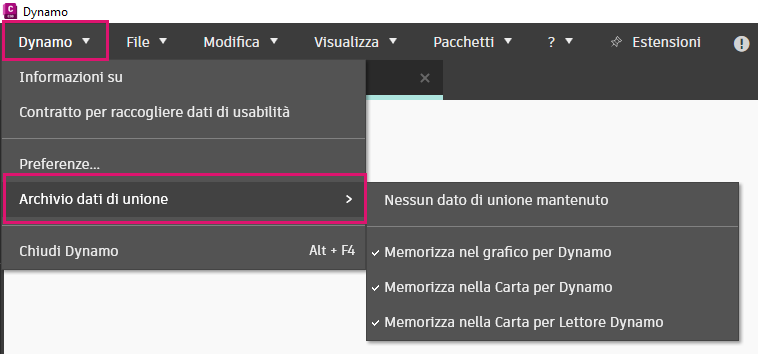 C
C3D
Dynamo
Dynamo File Modifica Visualizza Pacchetti ? Estensioni
Informazioni su
Contratto per raccogliere dati di usabilità
Preferenze...
Archivio dati di unione >
Chiudi Dynamo Alt + F4
Nessun dato di unione mantenuto
Memorizza nel grafico per Dynamo
Memorizza nella Carta per Dynamo
Memorizza nella Carta per Lettore Dynamo